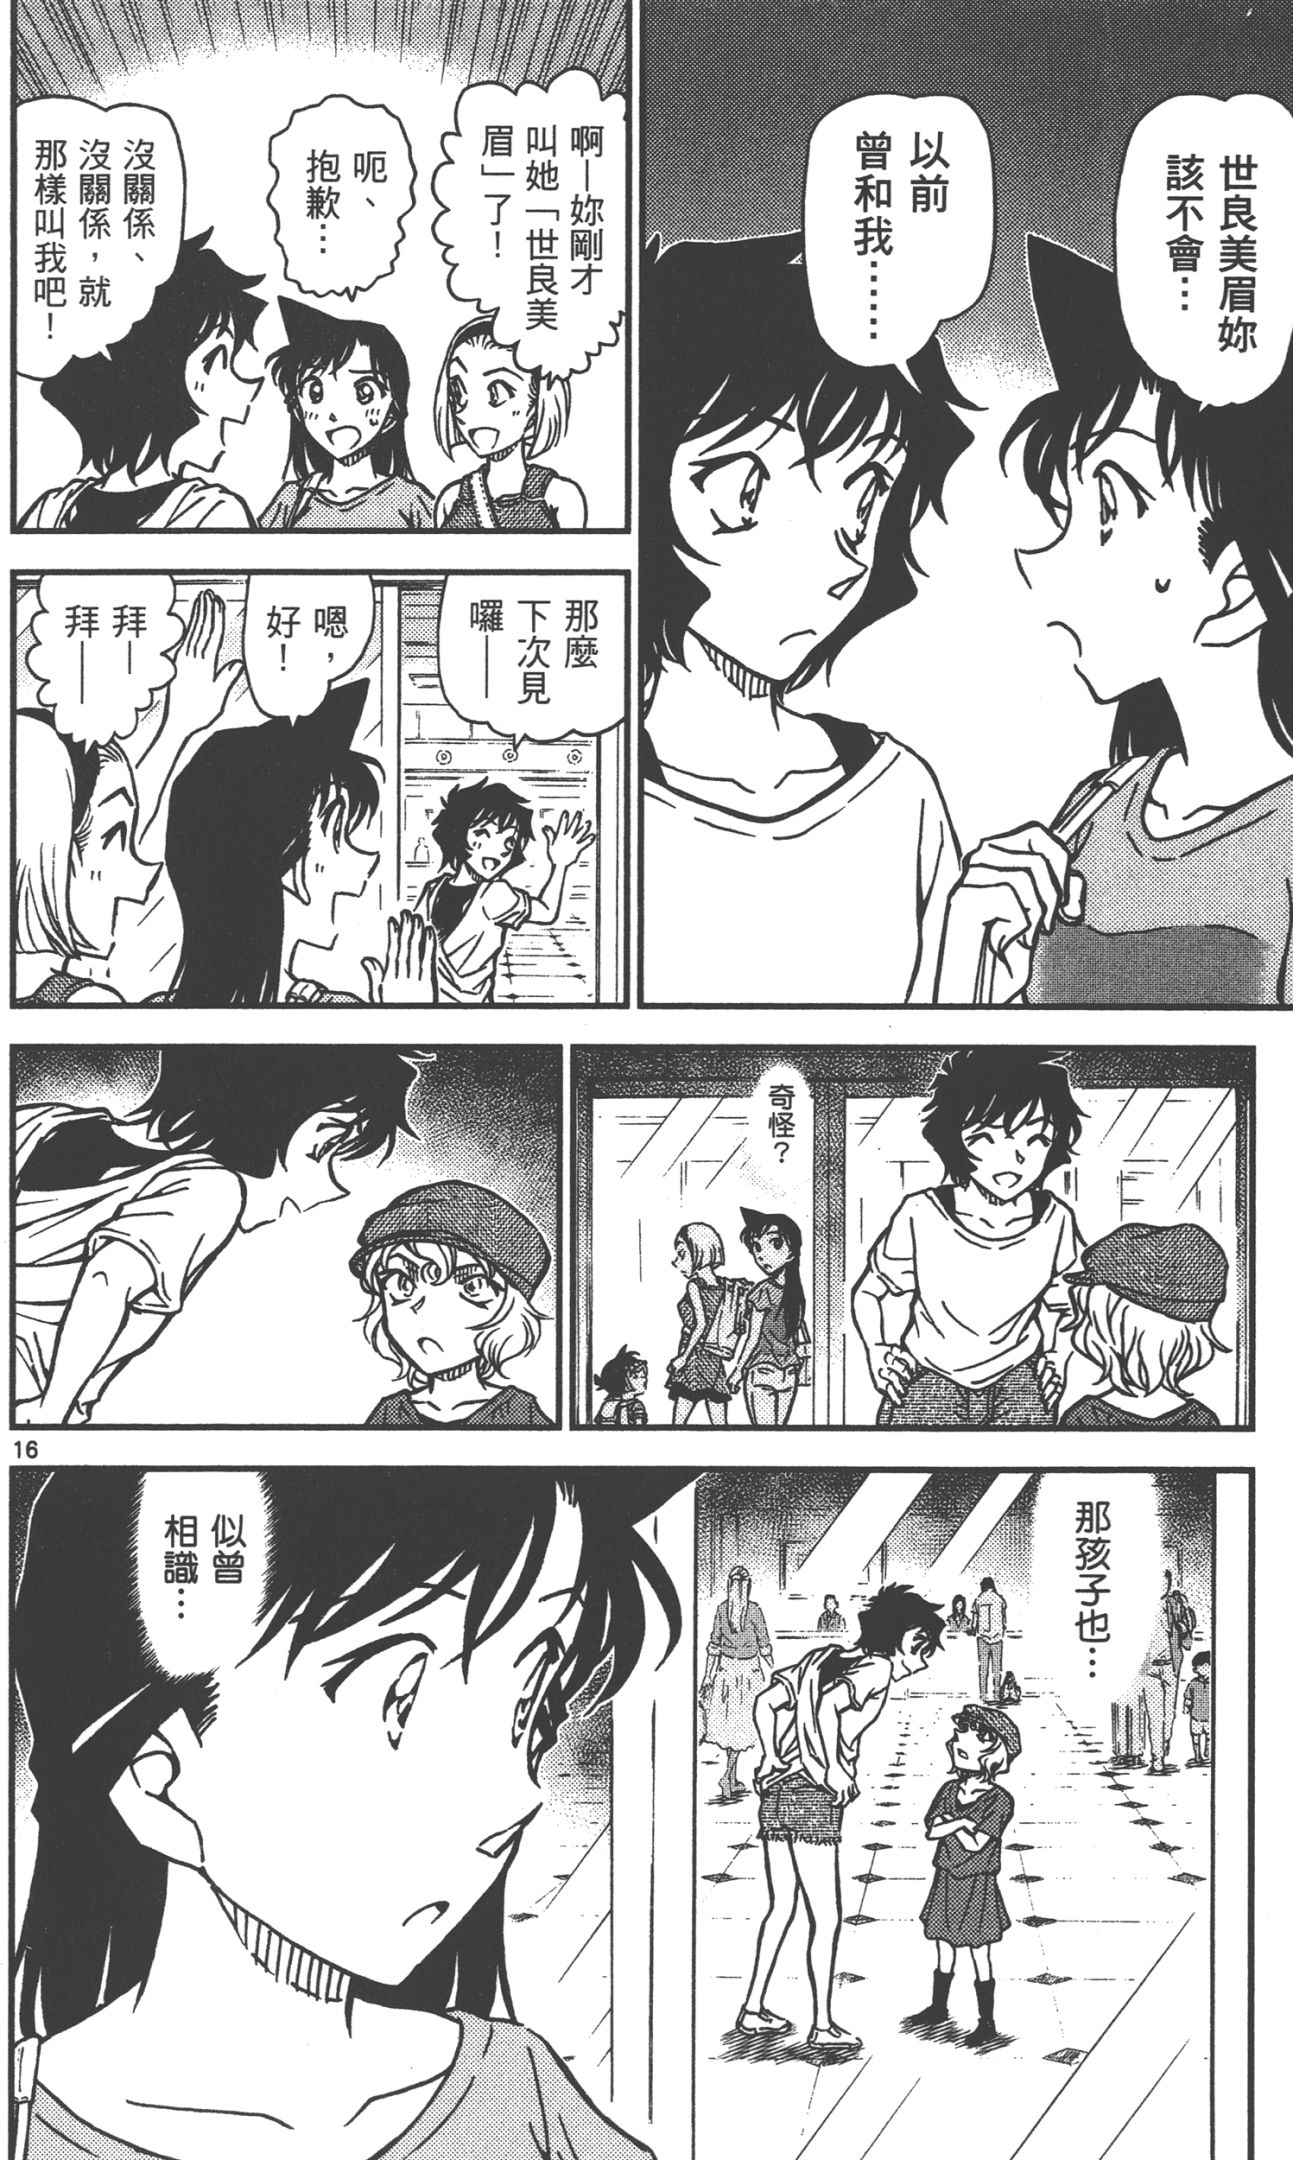 世良美眉妳
該不會…
以前
曾和我……
啊—妳剛才
叫她「世良美
眉」了！
呃、
抱歉…
沒關係、
沒關係，就
那樣叫我吧！
那麼
下次見
囉——
嗯，
好！
拜—
拜——
奇怪？
那孩子也…
似曾
相識…
16